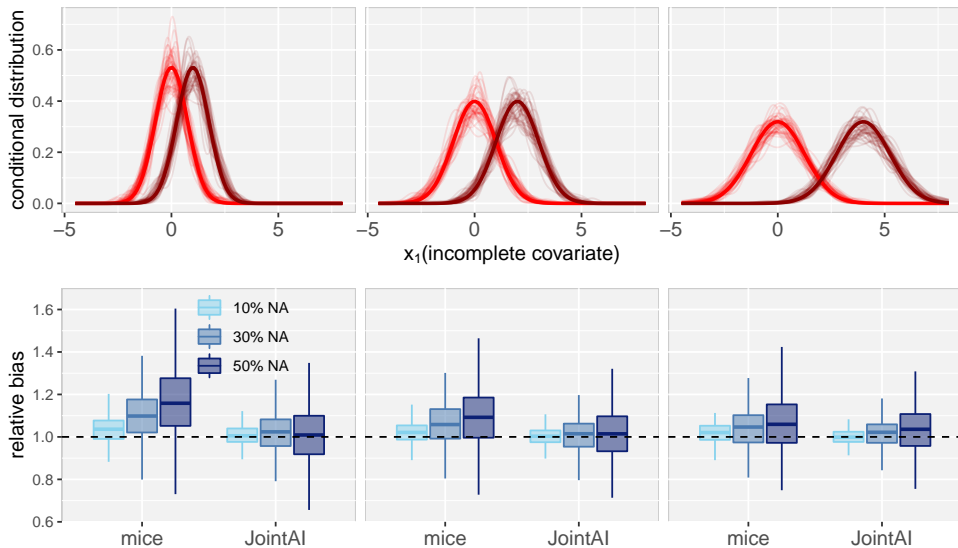 conditional distribution
0.6
0.4
0.2
0.0
−5 0 5 −5 0 5 −5 0 5
x₁(incomplete covariate)
relative bias
1.6
1.4
1.2
1.0
0.8
0.6
10% NA
30% NA
50% NA
mice JointAI mice JointAI mice JointAI